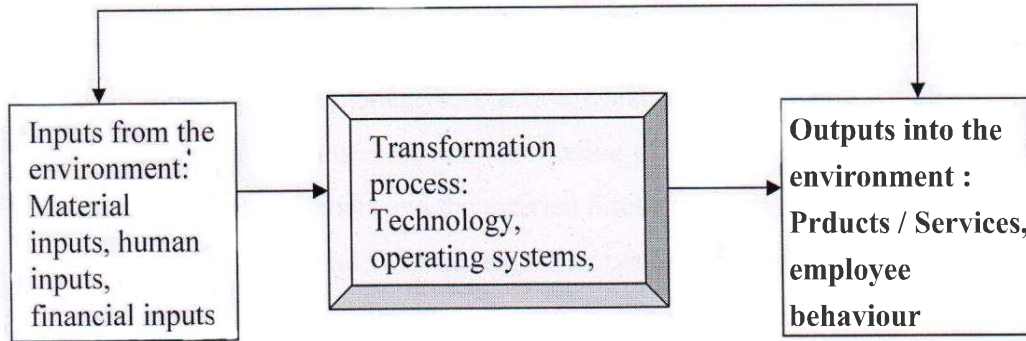 Inputs from the
environment:
Material
inputs, human
inputs,
financial inputs
Transformation
process:
Technology,
operating systems,
Outputs into the
environment :
Prducts / Services,
employee
behaviour